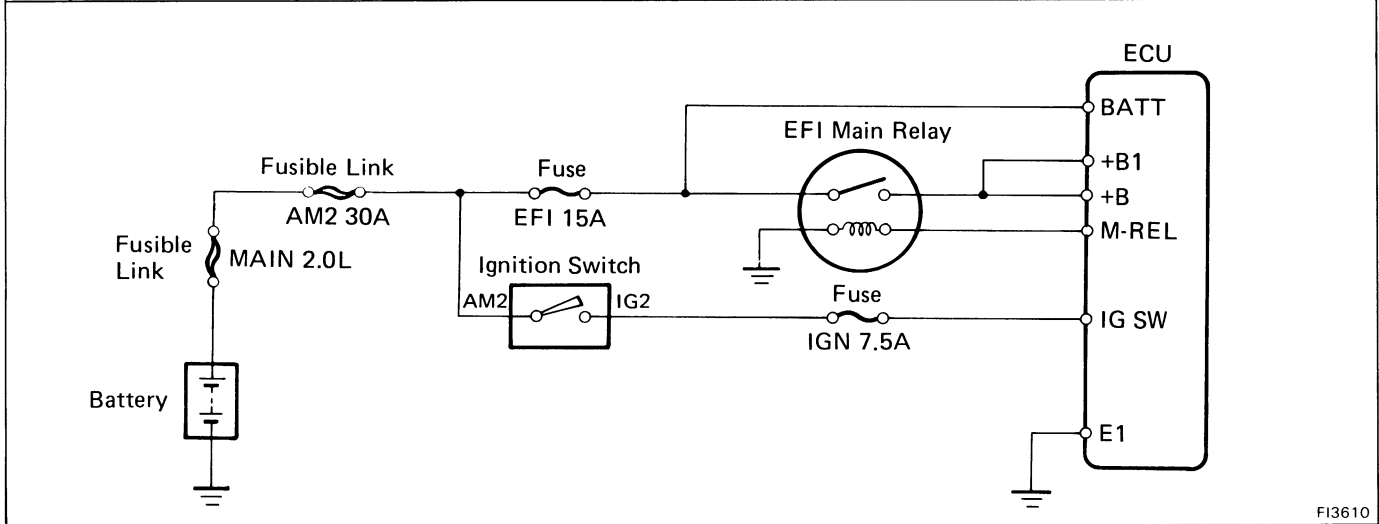 ECU
BATT
EFI Main Relay
+B1
Fusible Link
Fuse
+B
AM2 30A
EFI 15A
M-REL
Fusible
Link
MAIN 2.0L
Ignition Switch
AM2
IG2
Fuse
IG SW
IGN 7.5A
Battery
E1
FI3610